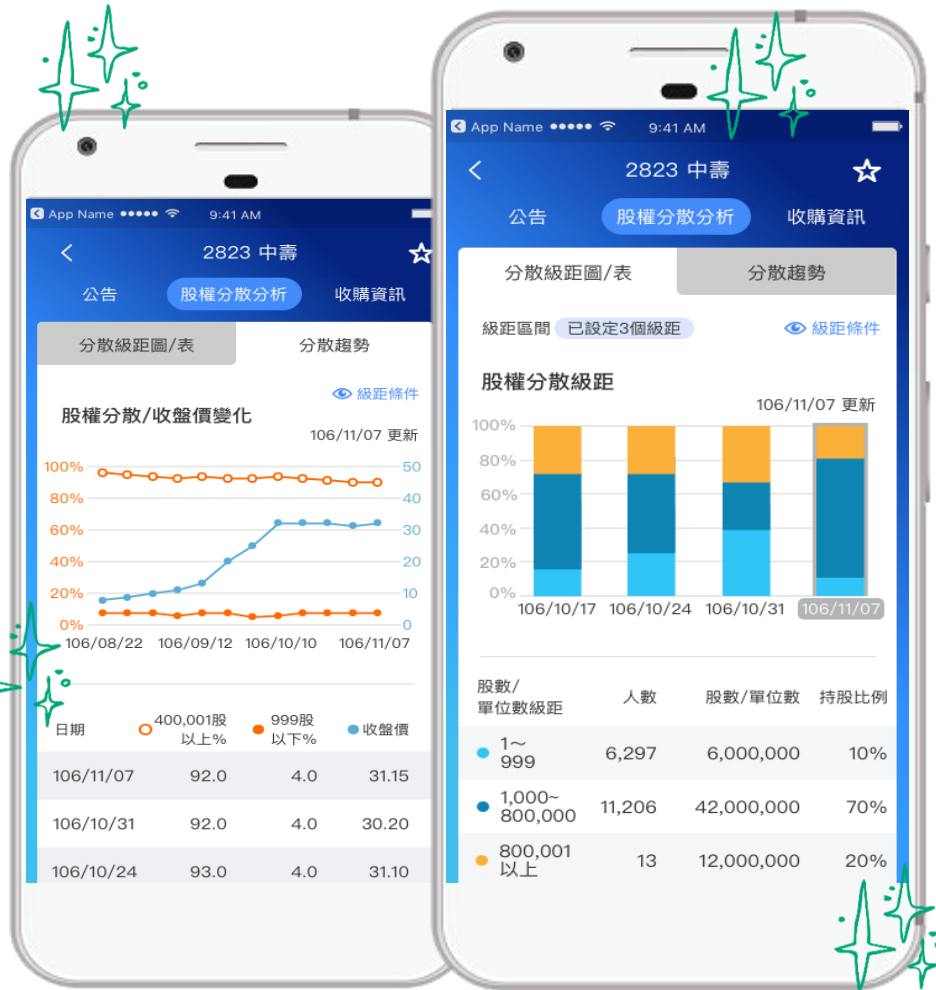 App Name
9:41 AM
2823 中壽
公告
股權分散分析
收購資訊
分散級距圖/表
分散趨勢
級距條件
股權分散/收盤價變化
106/11/07 更新
100%
80%
60%
40%
20%
0%
50
40
30
20
10
0
106/08/22
106/09/12
106/10/10
106/11/07
日期
400,001股
以上%
999股
以下%
收盤價
106/11/07 92.0 4.0 31.15
106/10/31 92.0 4.0 30.20
106/10/24 93.0 4.0 31.10
App Name
9:41 AM
2823 中壽
公告
股權分散分析
收購資訊
分散級距圖/表
分散趨勢
級距區間 已設定3個級距
級距條件
股權分散級距
106/11/07 更新
100%
80%
60%
40%
20%
0%
106/10/17
106/10/24
106/10/31
106/11/07
股數/
單位數級距
人數
股數/單位數
持股比例
1~
999
6,297 6,000,000 10%
1,000~
800,000
11,206 42,000,000 70%
800,001
以上
13 12,000,000 20%